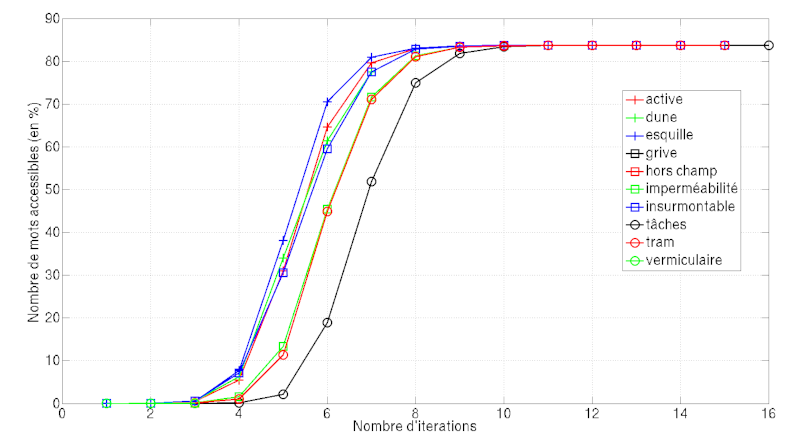 90
80
70
60
50
40
30
20
10
0
Nombre de mots accessibles (en %)
0 2 4 6 8 10 12 14 16
Nombre d'iterations
active
dune
esquille
grive
hors champ
imperméabilité
insurmontable
tâches
tram
vermiculaire